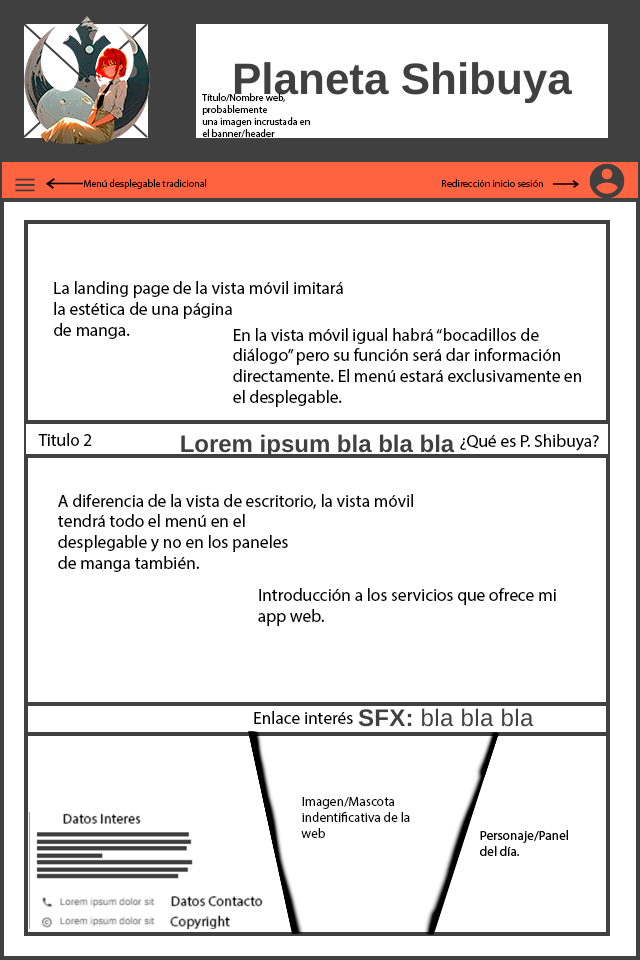 Planeta Shibuya
Título/Nombre web,
probablemente
una imagen incrustada en
el banner/header
Menú desplegable tradicional
Redirección inicio sesión
La landing page de la vista móvil imitará
la estética de una página
de manga.
En la vista móvil igual habrá “bocadillos de
diálogo” pero su función será dar información
directamente. El menú estará exclusivamente en
el desplegable.
Titulo 2 Lorem ipsum bla bla bla ¿Qué es P. Shibuya?
A diferencia de la vista de escritorio, la vista móvil
tendrá todo el menú en el
desplegable y no en los paneles
de manga también.
Introducción a los servicios que ofrece mi
app web.
Enlace interés SFX: bla bla bla
Imagen/Mascota
indentificativa de la
web
Personaje/Panel
del día.
Datos Interes
Lorem ipsum dolor sit Datos Contacto
© Lorem ipsum dolor sit Copyright